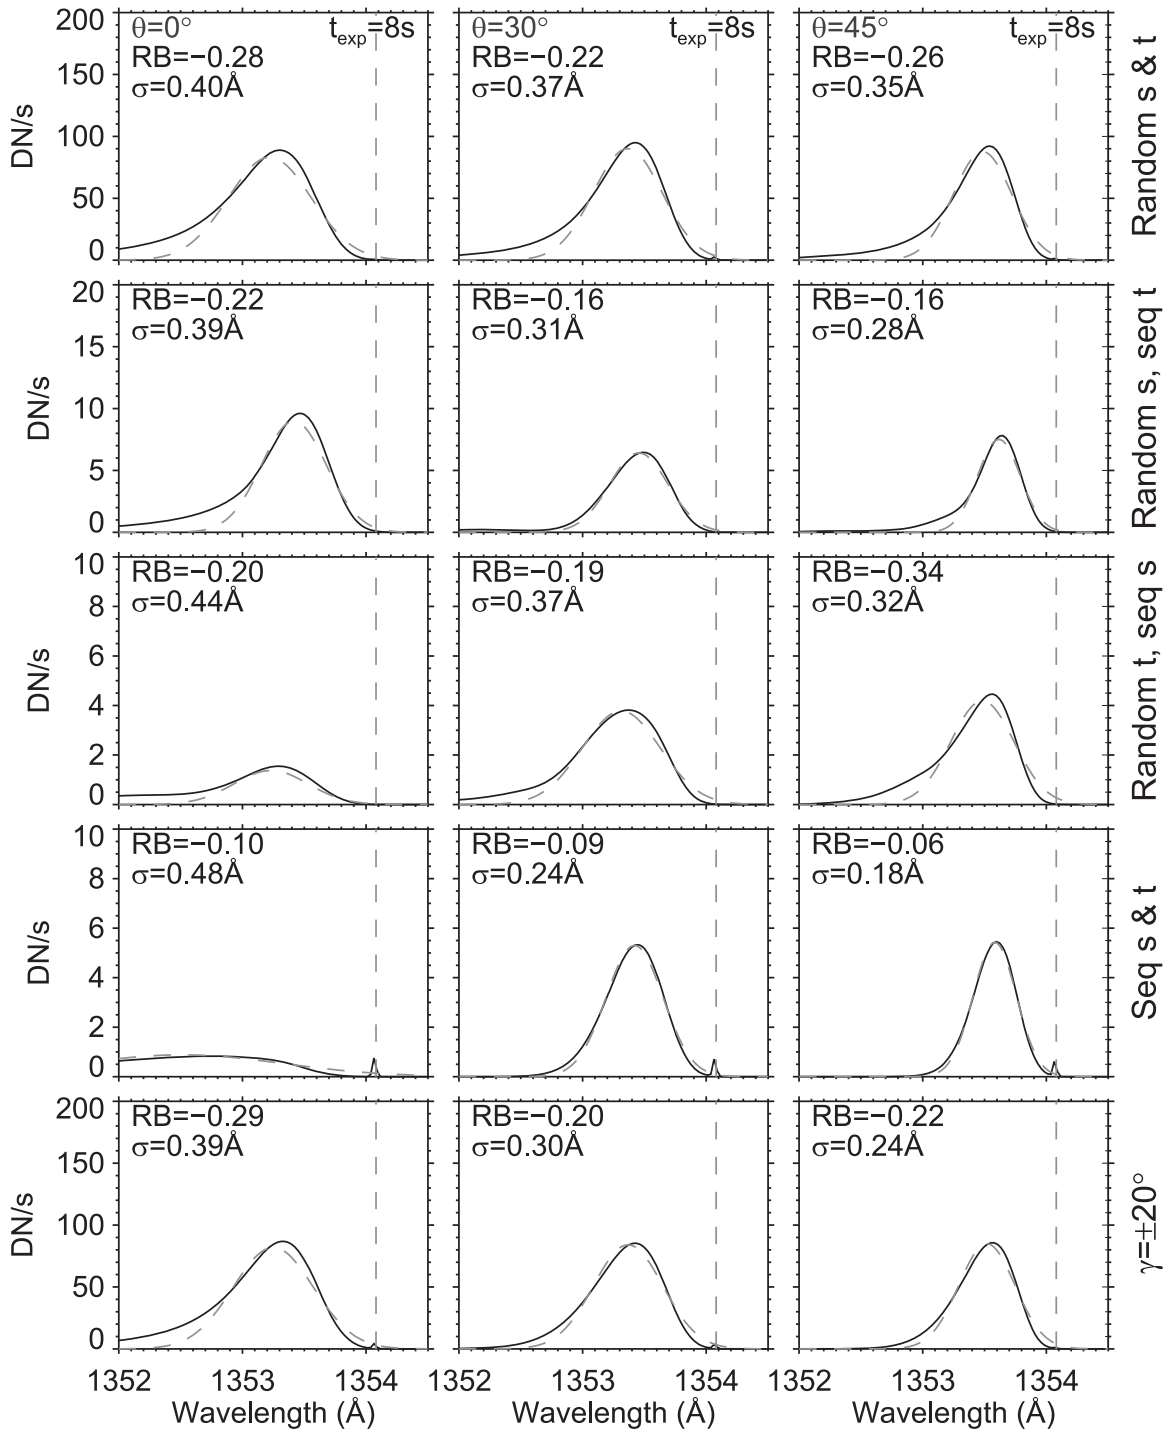 θ=0° t_exp=8s
RB=−0.28
σ=0.40Å
θ=30° t_exp=8s
RB=−0.22
σ=0.37Å
θ=45° t_exp=8s
RB=−0.26
σ=0.35Å
200
150
100
50
0
DN/s
Random s & t
RB=−0.22
σ=0.39Å
RB=−0.16
σ=0.31Å
RB=−0.16
σ=0.28Å
20
15
10
5
0
DN/s
Random s, seq t
RB=−0.20
σ=0.44Å
RB=−0.19
σ=0.37Å
RB=−0.34
σ=0.32Å
10
8
6
4
2
0
DN/s
Random t, seq s
RB=−0.10
σ=0.48Å
RB=−0.09
σ=0.24Å
RB=−0.06
σ=0.18Å
10
8
6
4
2
0
DN/s
Seq s & t
RB=−0.29
σ=0.39Å
RB=−0.20
σ=0.30Å
RB=−0.22
σ=0.24Å
200
150
100
50
0
DN/s
γ=±20°
1352 1353 1354
1352 1353 1354
1352 1353 1354
Wavelength (Å)
Wavelength (Å)
Wavelength (Å)